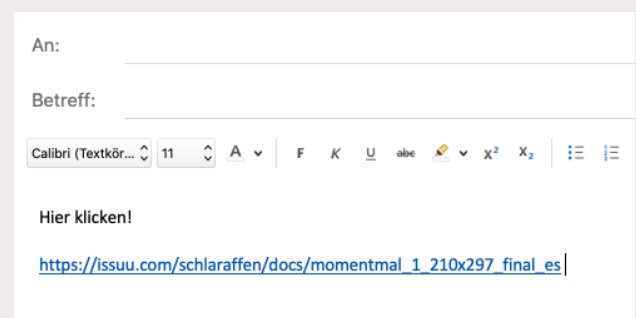 An:
Betreff:
Calibri (Textkör... 11 A F K U abc X² X₂
Hier klicken!
https://issuu.com/schlaraffen/docs/momentmal_1_210x297_final_es